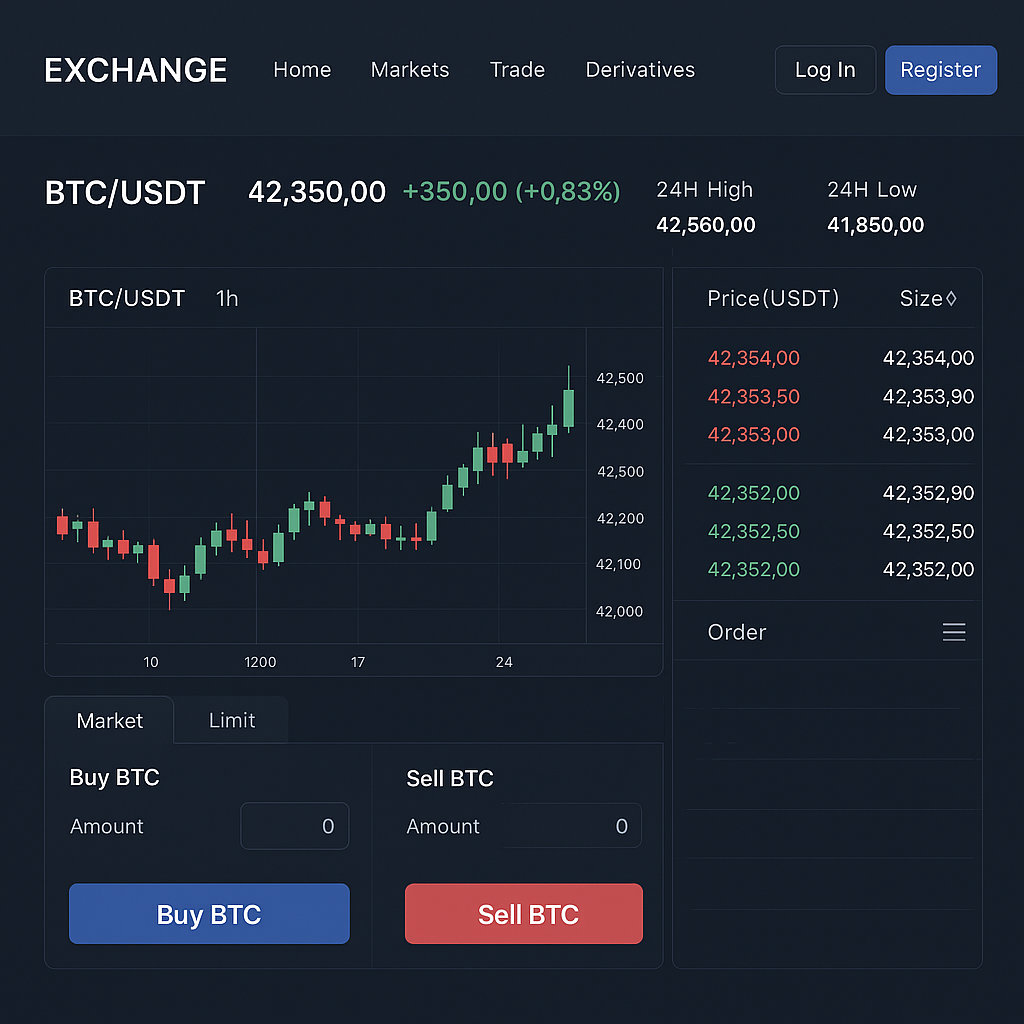 EXCHANGE Home Markets Trade Derivatives Log In Register
BTC/USDT 42,350,00 +350,00 (+0,83%)
24H High 24H Low
42,560,00 41,850,00
BTC/USDT 1h
42,500
42,400
42,500
42,200
42,100
42,000
10 1200 17 24
Price(USDT) Size◊
42,354,00 42,354,00
42,353,50 42,353,90
42,353,00 42,353,00
42,352,00 42,352,90
42,352,50 42,352,50
42,352,00 42,352,00
Order
Market Limit
Buy BTC
Amount 0
Buy BTC
Sell BTC
Amount 0
Sell BTC